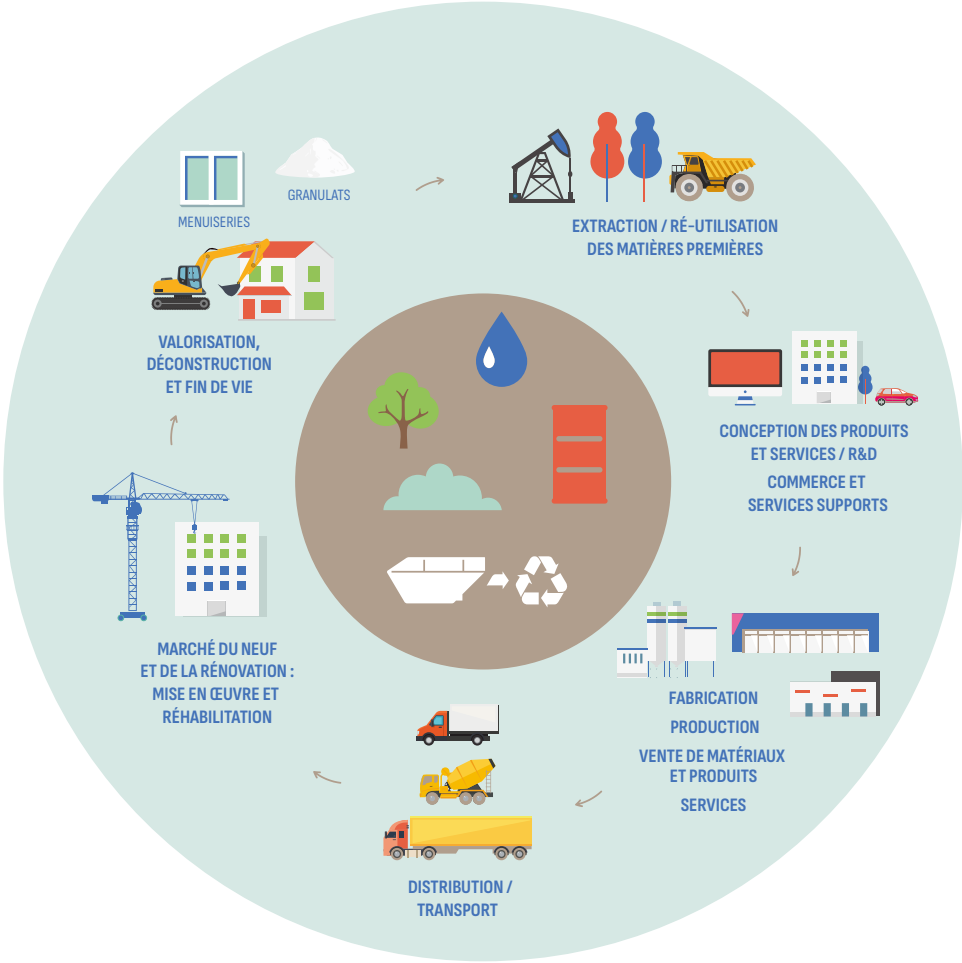 MENUISERIES
GRANULATS
EXTRACTION / RÉ-UTILISATION
DES MATIÈRES PREMIÈRES
CONCEPTION DES PRODUITS
ET SERVICES / R&D
COMMERCE ET
SERVICES SUPPORTS
FABRICATION
PRODUCTION
VENTE DE MATÉRIAUX
ET PRODUITS
SERVICES
DISTRIBUTION /
TRANSPORT
MARCHÉ DU NEUF
ET DE LA RÉNOVATION :
MISE EN ŒUVRE ET
RÉHABILITATION
VALORISATION,
DÉCONSTRUCTION
ET FIN DE VIE